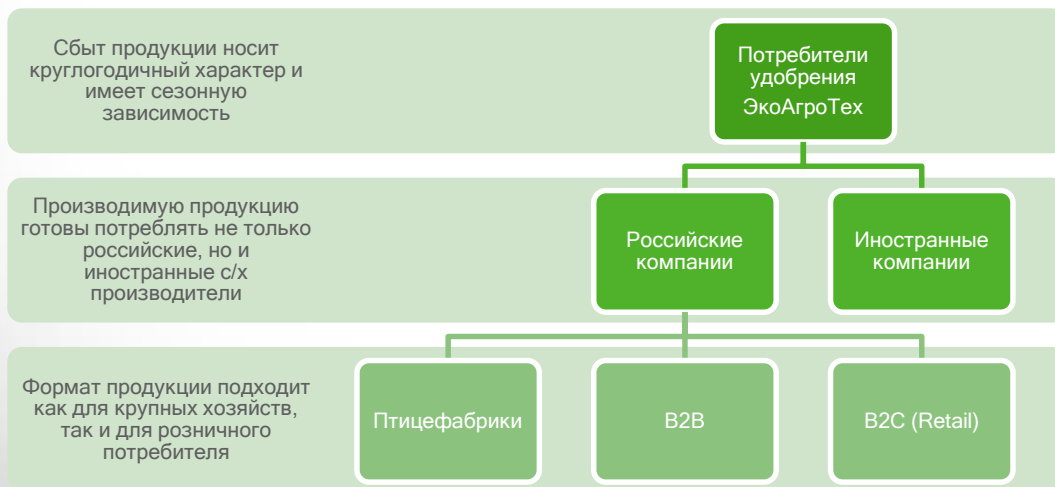 Сбыт продукции носит
круглогодичный характер и
имеет сезонную
зависимость
Потребители
удобрения
ЭкоАгроТех
Производимую продукцию
готовы потреблять не только
российские, но и
иностранные с/х
производители
Российские
компании
Иностранные
компании
Формат продукции подходит
как для крупных хозяйств,
так и для розничного
потребителя
Птицефабрики
B2B
B2C (Retail)